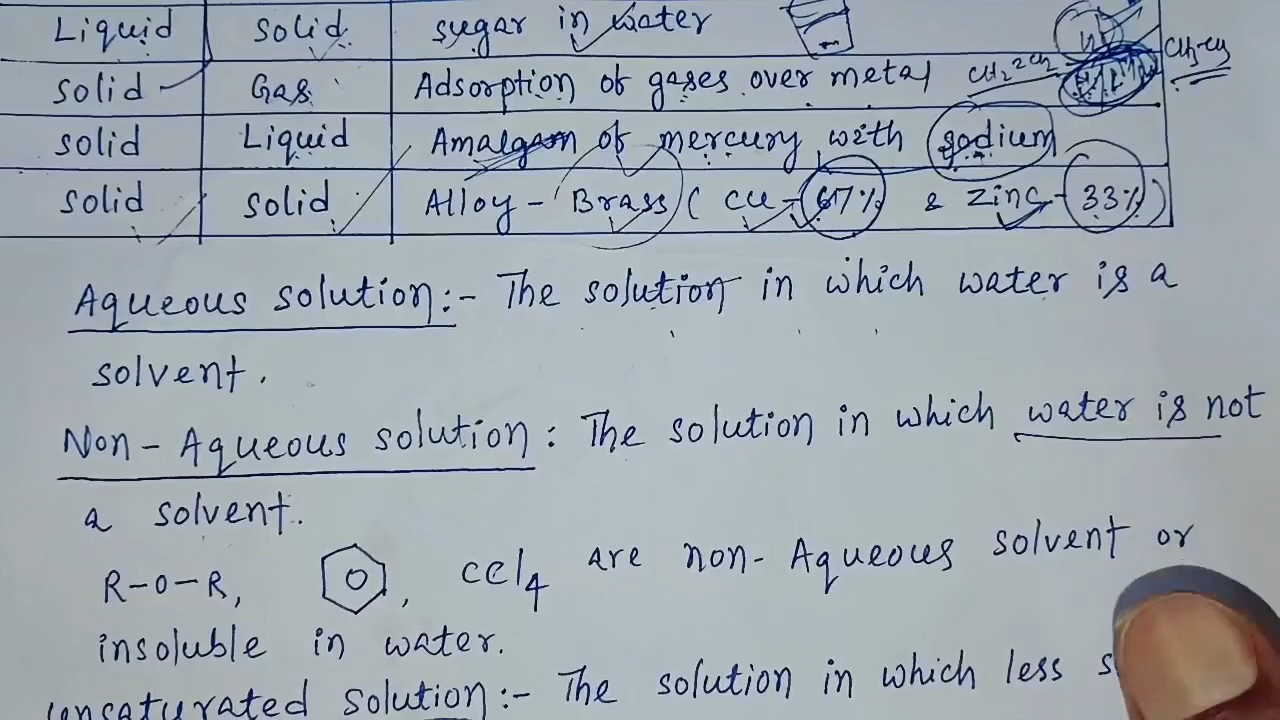 Liquid solid sugar in water
solid Gas Adsorption of gases over metal CH2=CH2
solid Liquid Amalgam of mercury with sodium
solid solid Alloy - Brass ( Cu - 67% & Zinc - 33% )
Aqueous solution :- The solution in which water is a
solvent.
Non - Aqueous solution : The solution in which water is not
a solvent.
R-O-R, , CCl4 are non - Aqueous solvent or
insoluble in water.
unsaturated solution :- The solution in which less